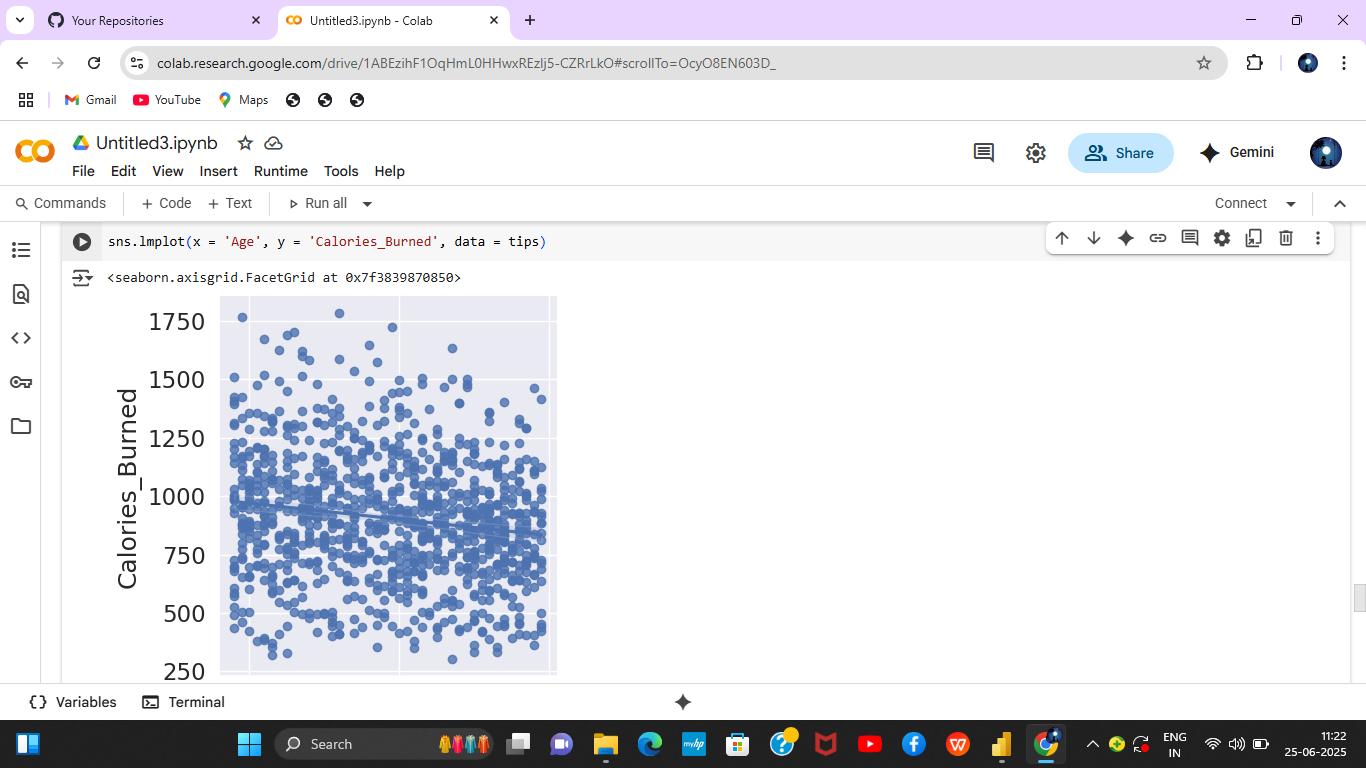 Your Repositories
Untitled3.ipynb - Colab
colab.research.google.com/drive/1ABEzihF1OqHmL0HHwxREzlj5-CZRrLkO#scrollTo=OcyO8EN603D_
Gmail YouTube Maps
Untitled3.ipynb
File Edit View Insert Runtime Tools Help
Share
Gemini
Commands + Code + Text Run all
Connect
sns.lmplot(x = 'Age', y = 'Calories_Burned', data = tips)
<seaborn.axisgrid.FacetGrid at 0x7f3839870850>
1750
1500
1250
1000
750
500
250
Calories_Burned
Variables Terminal
Search
myhp
ENG
IN
11:22
25-06-2025